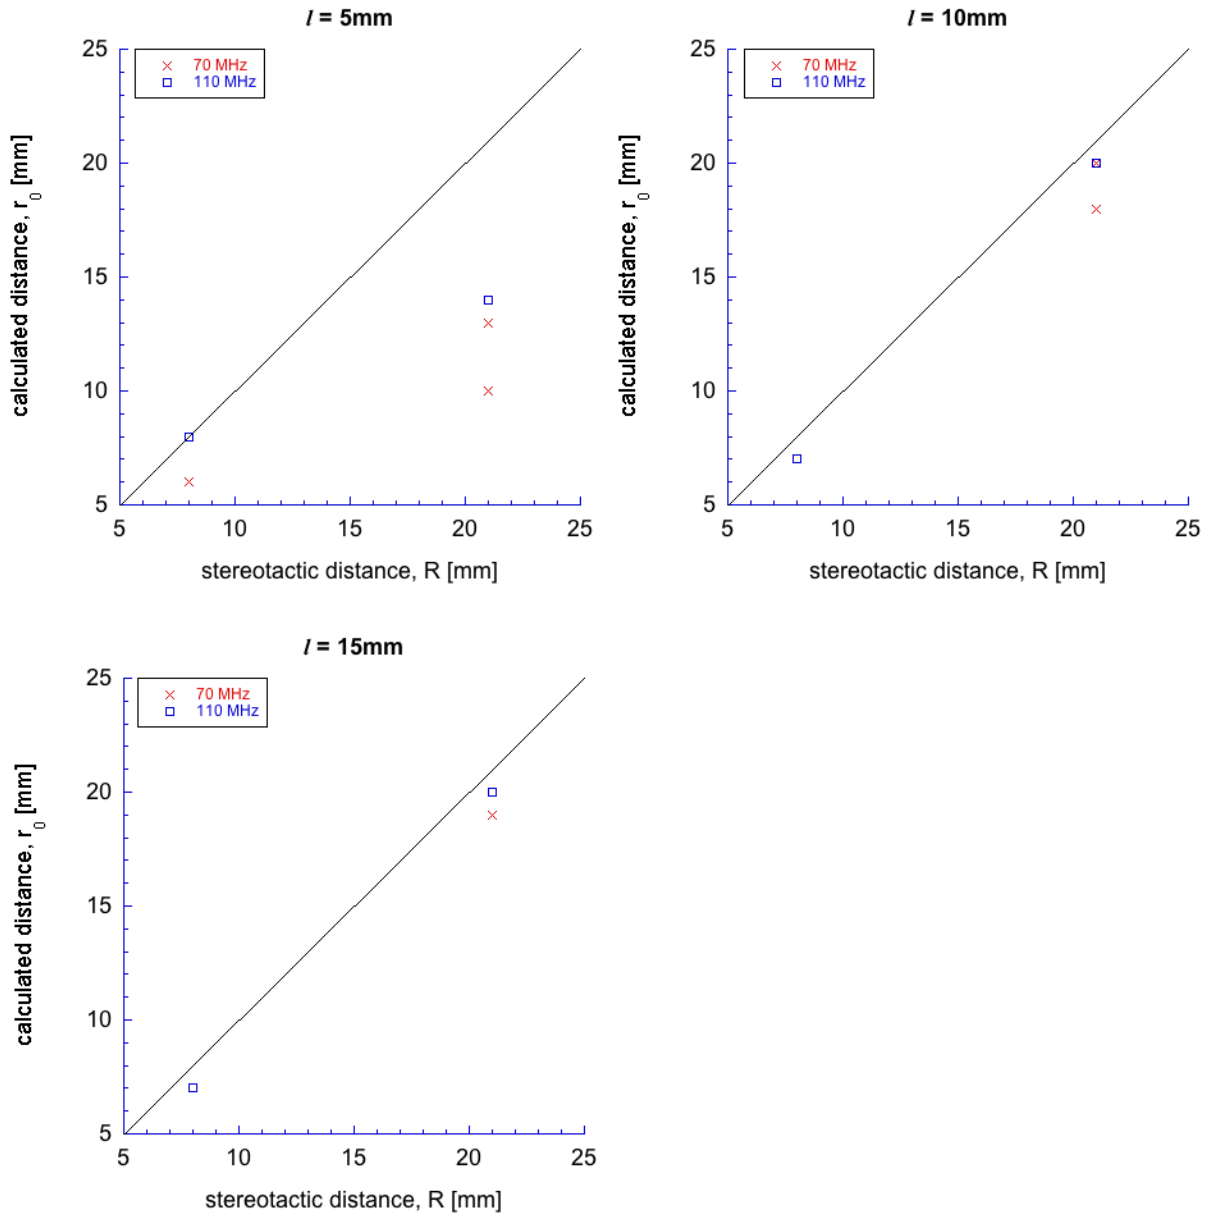 l = 5mm
25
20
15
10
5
70 MHz
110 MHz
calculated distance, r0 [mm]
5 10 15 20 25
stereotactic distance, R [mm]
l = 10mm
25
20
15
10
5
70 MHz
110 MHz
calculated distance, r0 [mm]
5 10 15 20 25
stereotactic distance, R [mm]
l = 15mm
25
20
15
10
5
70 MHz
110 MHz
calculated distance, r0 [mm]
5 10 15 20 25
stereotactic distance, R [mm]